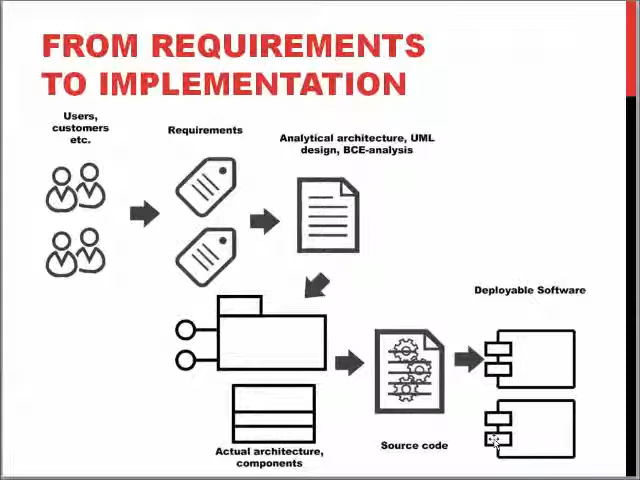 FROM REQUIREMENTS
TO IMPLEMENTATION
Users,
customers
etc.
Requirements
Analytical architecture, UML
design, BCE-analysis
Deployable Software
Actual architecture,
components
Source code